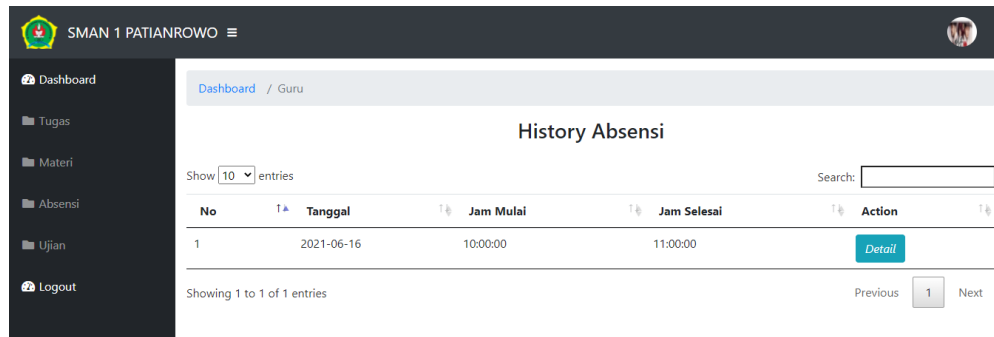 SMAN 1 PATIANROWO
Dashboard
Tugas
Materi
Absensi
Ujian
Logout
Dashboard / Guru
History Absensi
Show 10 entries
Search:
No Tanggal Jam Mulai Jam Selesai Action
1 2021-06-16 10:00:00 11:00:00 Detail
Showing 1 to 1 of 1 entries
Previous 1 Next